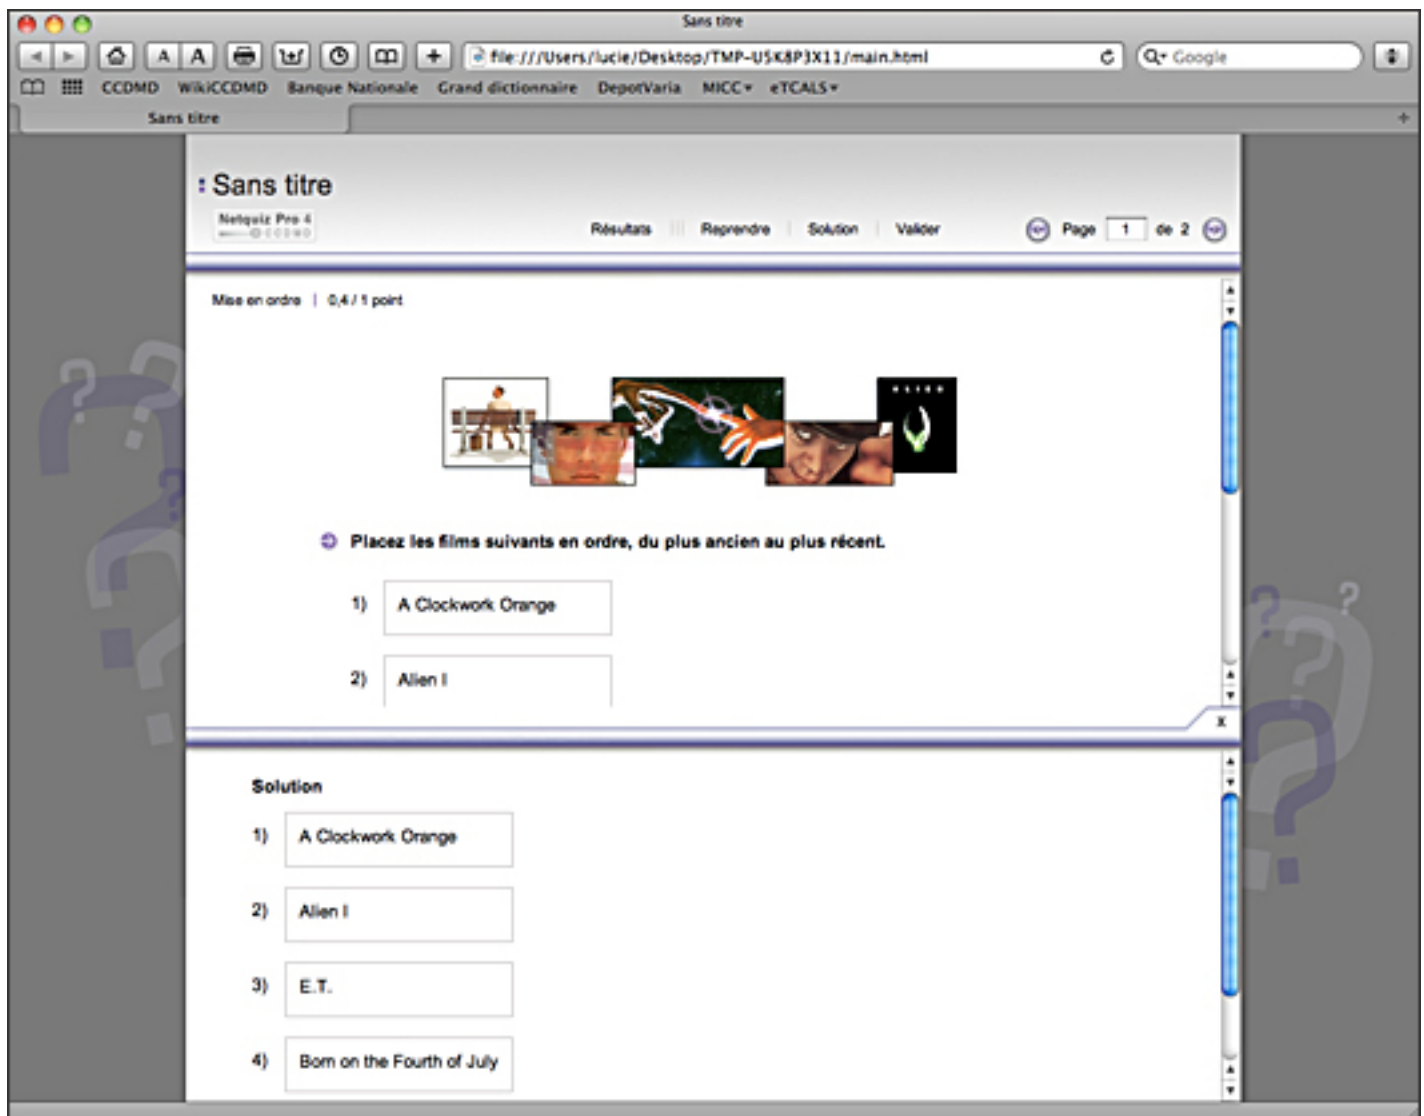 Sans titre
A A file:///Users/lucie/Desktop/TMP-U5K8P3X11/main.html Google
CCDMD WikiCCDMD Banque Nationale Grand dictionnaire DepotVaria MICC eTCALS
Sans titre
Sans titre
Netquiz Pro 4
CCDMD
Résultats Reprendre Solution Valider Page 1 de 2
Mise en ordre | 0,4 / 1 point
ALIEN
Placez les films suivants en ordre, du plus ancien au plus récent.
1) A Clockwork Orange
2) Alien I
X
Solution
1) A Clockwork Orange
2) Alien I
3) E.T.
4) Born on the Fourth of July